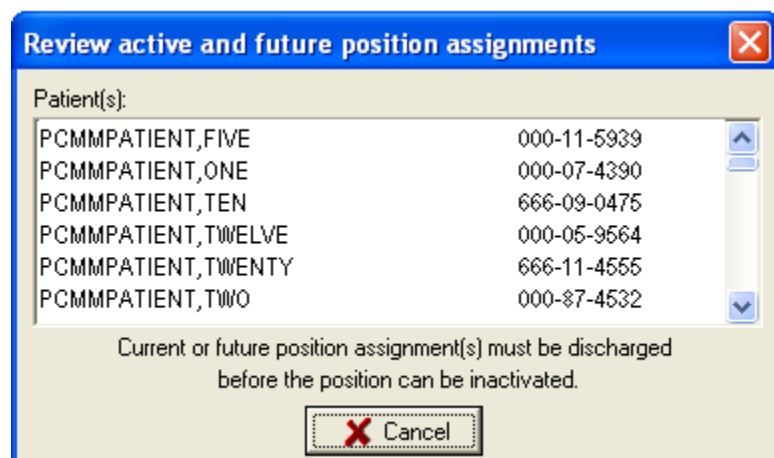 Review active and future position assignments
Patient(s):
PCMMPATIENT,FIVE 000-11-5939
PCMMPATIENT,ONE 000-07-4390
PCMMPATIENT,TEN 666-09-0475
PCMMPATIENT,TWELVE 000-05-9564
PCMMPATIENT,TWENTY 666-11-4555
PCMMPATIENT,TWO 000-87-4532
Current or future position assignment(s) must be discharged
before the position can be inactivated.
Cancel